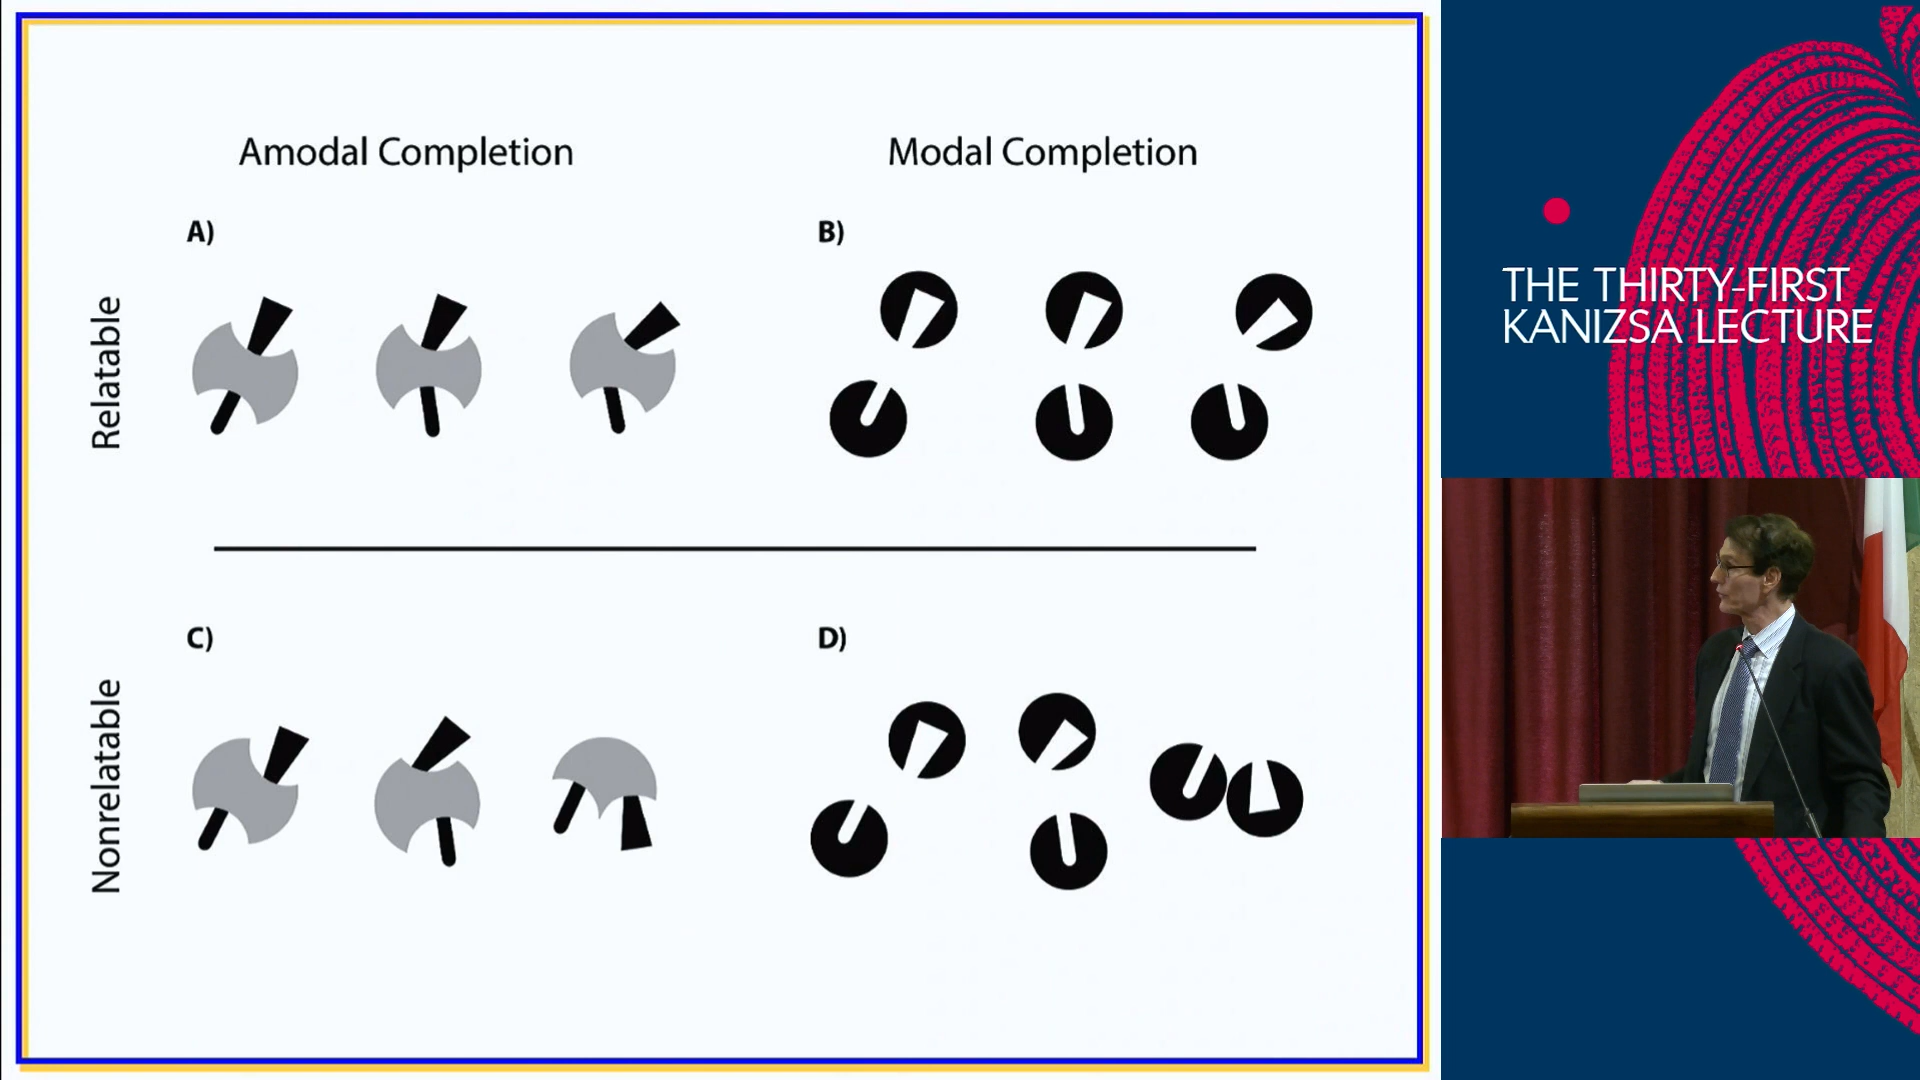 Amodal Completion
Modal Completion
A)
B)
Relatable
C)
D)
Nonrelatable
THE THIRTY-FIRST
KANIZSA LECTURE